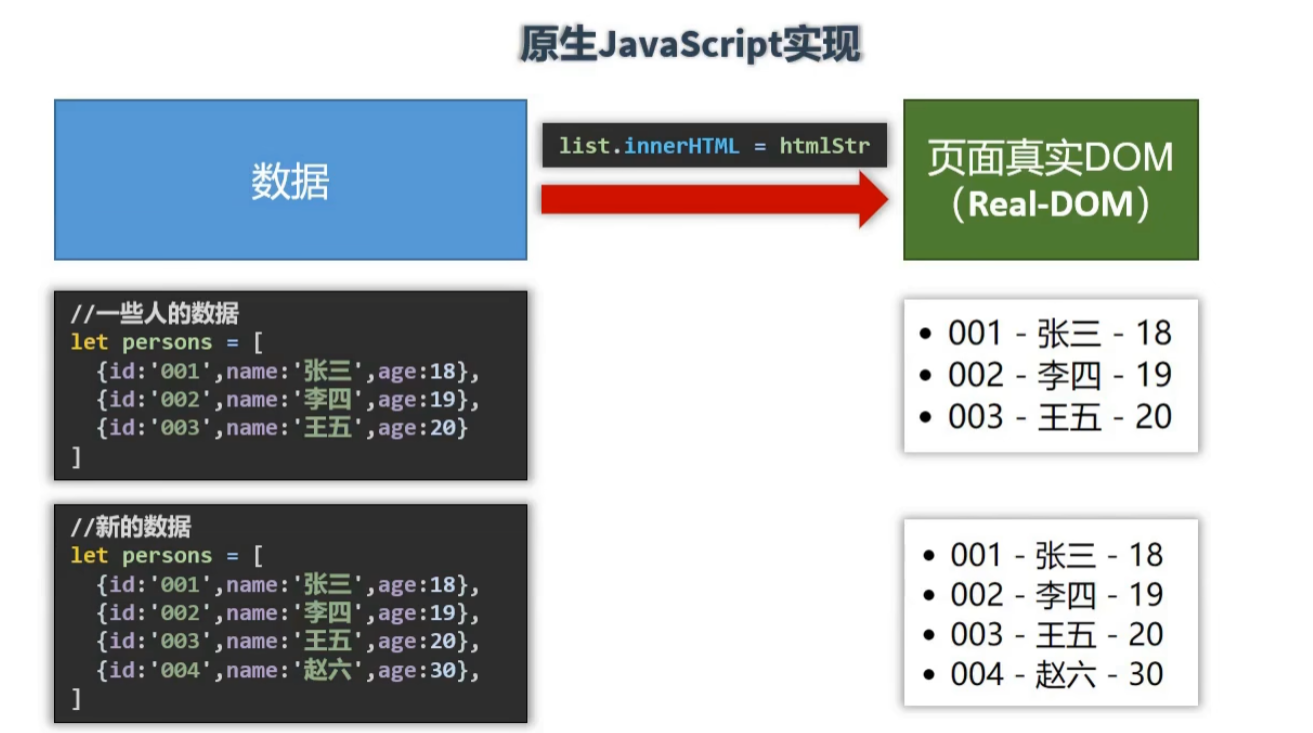 原生JavaScript实现
数据
list.innerHTML = htmlStr
页面真实DOM
（Real-DOM）
//一些人的数据
let persons = [
{id:'001',name:'张三',age:18},
{id:'002',name:'李四',age:19},
{id:'003',name:'王五',age:20}
]
• 001 - 张三 - 18
• 002 - 李四 - 19
• 003 - 王五 - 20
//新的数据
let persons = [
{id:'001',name:'张三',age:18},
{id:'002',name:'李四',age:19},
{id:'003',name:'王五',age:20},
{id:'004',name:'赵六',age:30},
]
• 001 - 张三 - 18
• 002 - 李四 - 19
• 003 - 王五 - 20
• 004 - 赵六 - 30